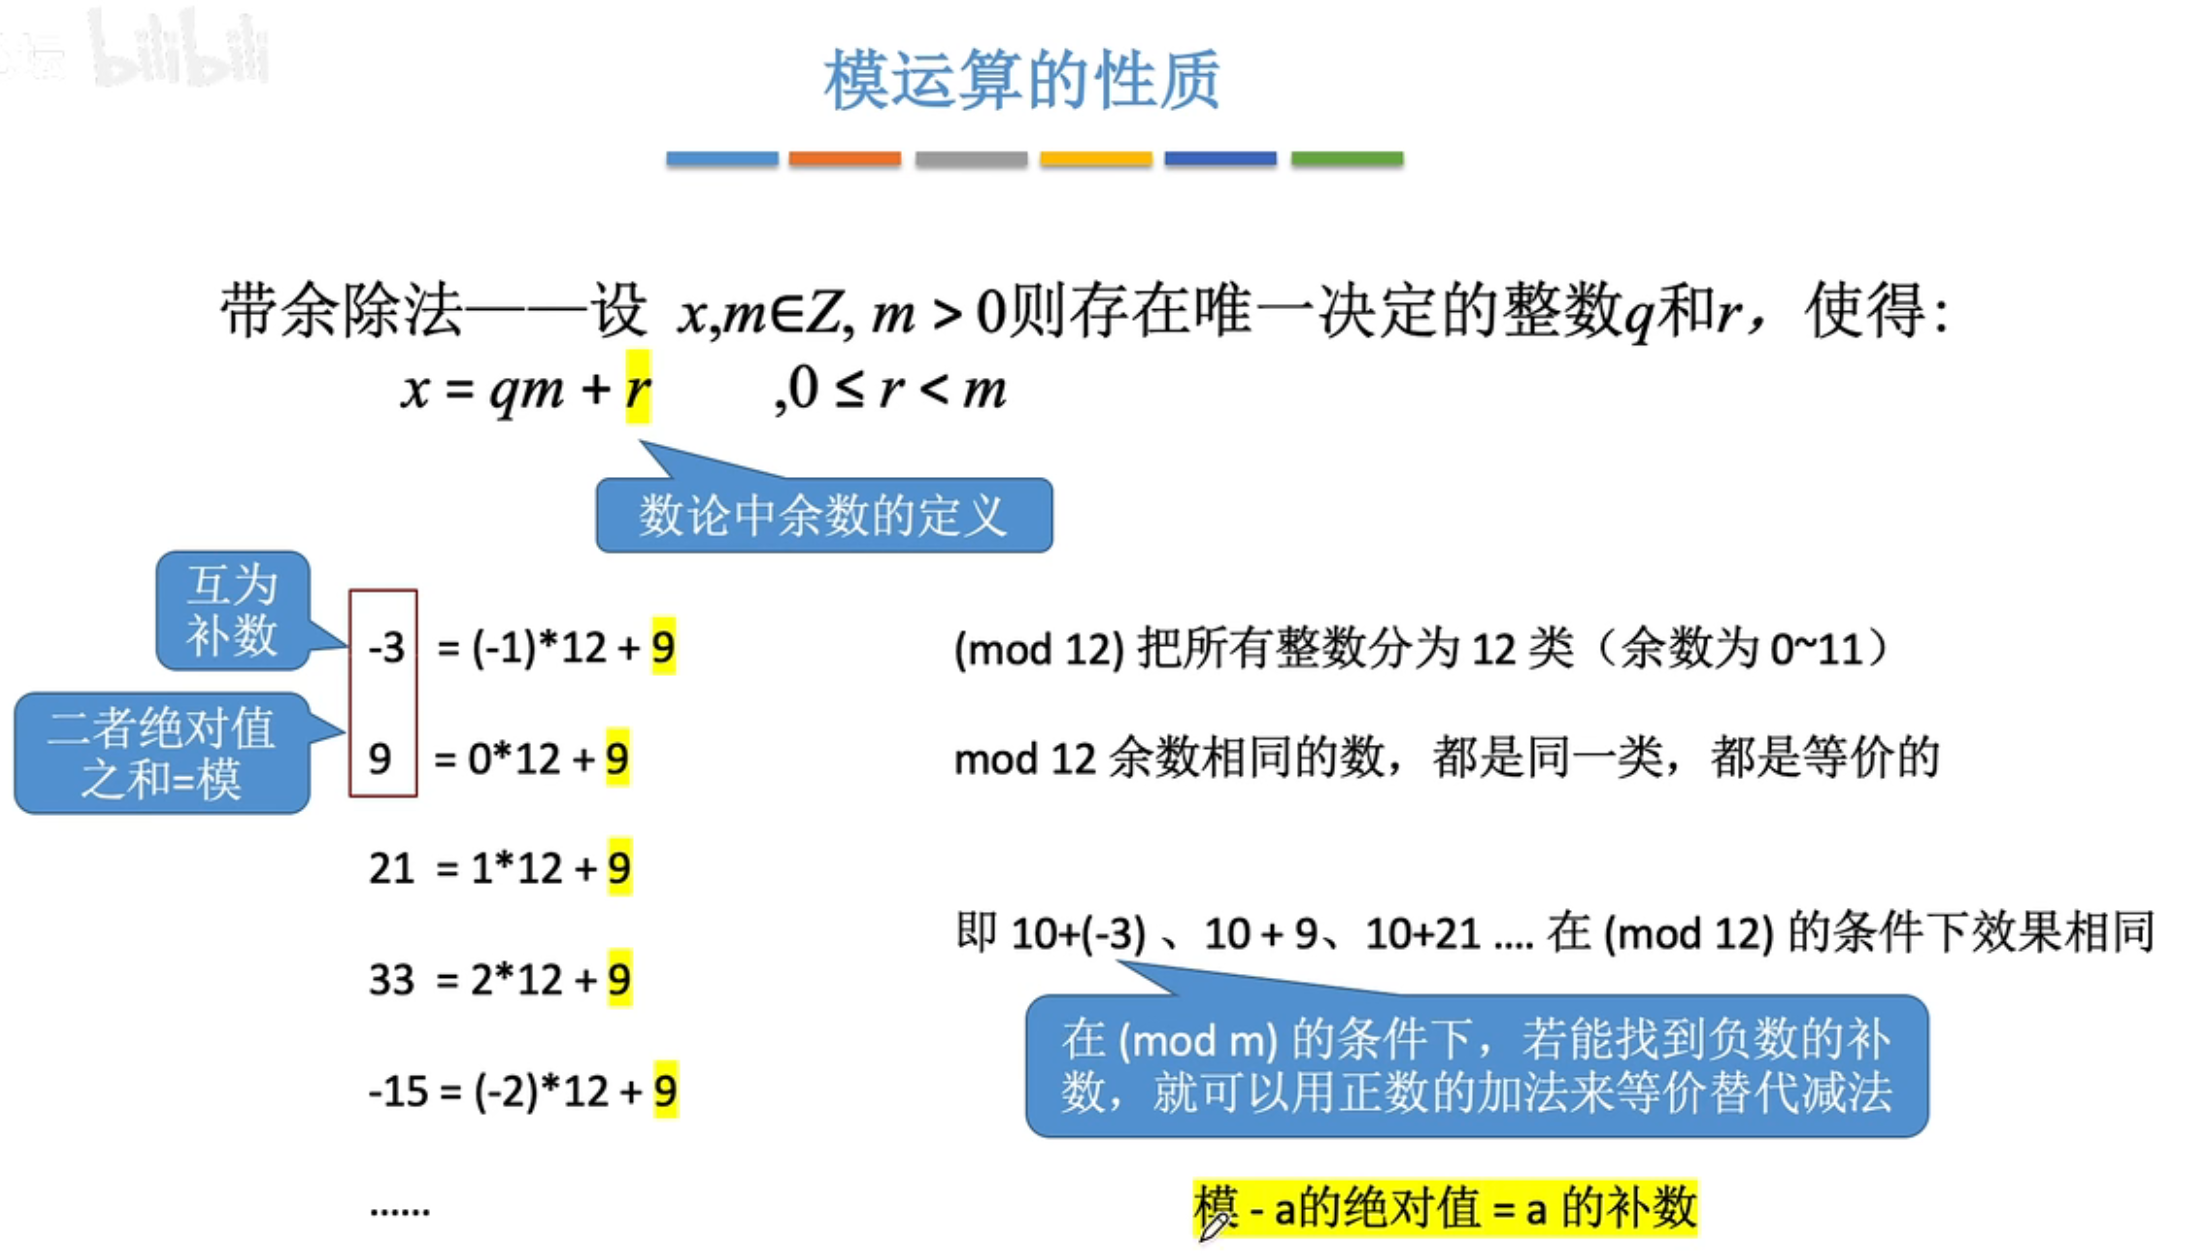 坛 bilibili
模运算的性质
带余除法——设 x,m∈Z, m > 0则存在唯一决定的整数q和r，使得:
x = qm + r ,0 ≤ r < m
数论中余数的定义
互为
补数
二者绝对值
之和=模
-3 = (-1)*12 + 9
9 = 0*12 + 9
21 = 1*12 + 9
33 = 2*12 + 9
-15 = (-2)*12 + 9
......
(mod 12) 把所有整数分为 12 类（余数为 0~11）
mod 12 余数相同的数，都是同一类，都是等价的
即 10+(-3) 、10 + 9、10+21 .... 在 (mod 12) 的条件下效果相同
在 (mod m) 的条件下，若能找到负数的补
数，就可以用正数的加法来等价替代减法
模 - a的绝对值 = a 的补数